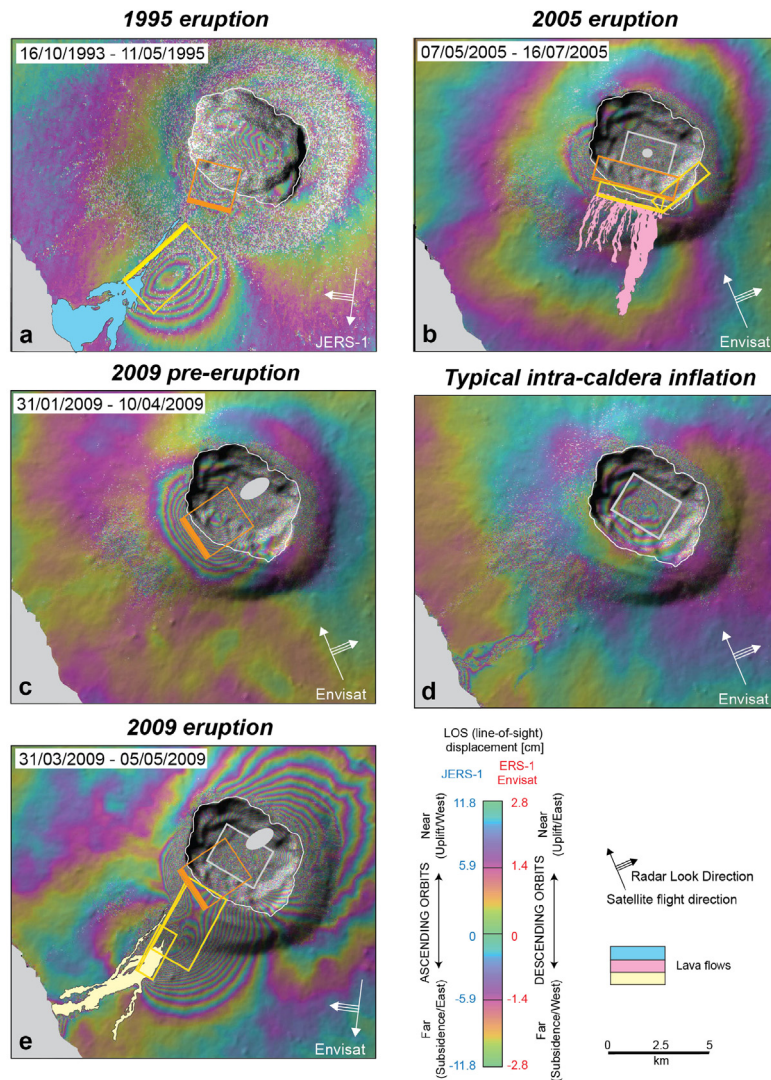 1995 eruption
16/10/1993 - 11/05/1995
a
JERS-1
2005 eruption
07/05/2005 - 16/07/2005
b
Envisat
2009 pre-eruption
31/01/2009 - 10/04/2009
c
Envisat
Typical intra-caldera inflation
d
Envisat
2009 eruption
31/03/2009 - 05/05/2009
e
Envisat
LOS (line-of-sight)
displacement [cm]
JERS-1
ERS-1
Envisat
11.8
5.9
0
-5.9
-11.8
2.8
1.4
0
-1.4
-2.8
Near
(Uplift/West)
ASCENDING ORBITS
Far
(Subsidence/East)
Near
(Uplift/East)
DESCENDING ORBITS
Far
(Subsidence/West)
Radar Look Direction
Satellite flight direction
Lava flows
0 2.5 5
km